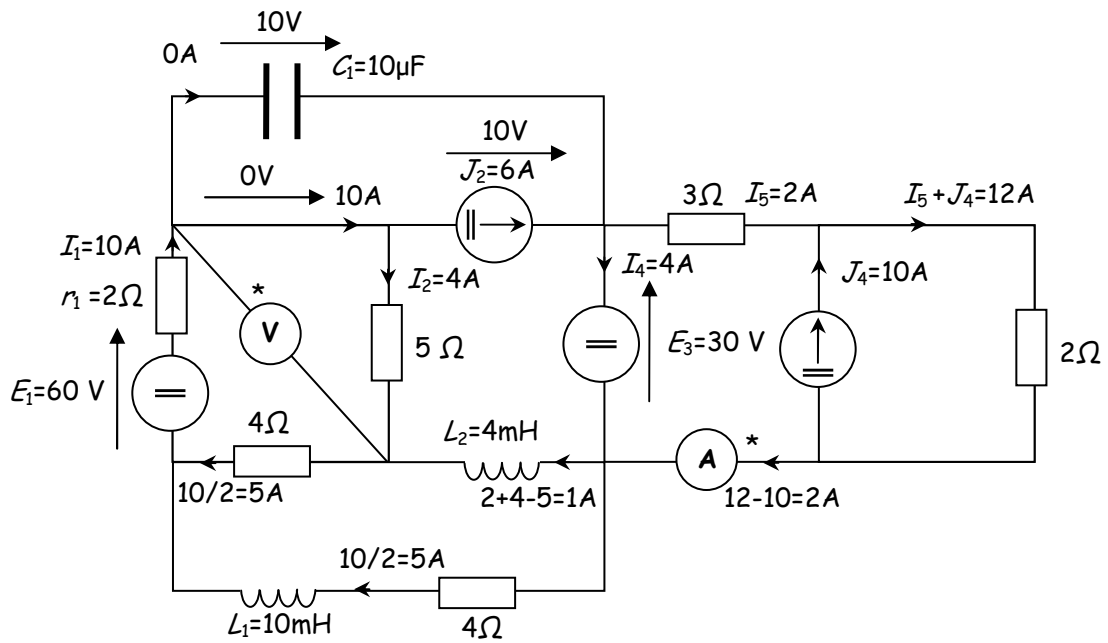 10V
0A
C₁=10µF
10V
J₂=6A
0V
10A
3Ω
I₅=2A
I₅+J₄=12A
I₁=10A
r₁ =2Ω
*
V
I₂=4A
I₄=4A
J₄=10A
5 Ω
E₃=30 V
2Ω
E₁=60 V
4Ω
L₂=4mH
A
*
10/2=5A
2+4-5=1A
12-10=2A
10/2=5A
L₁=10mH
4Ω